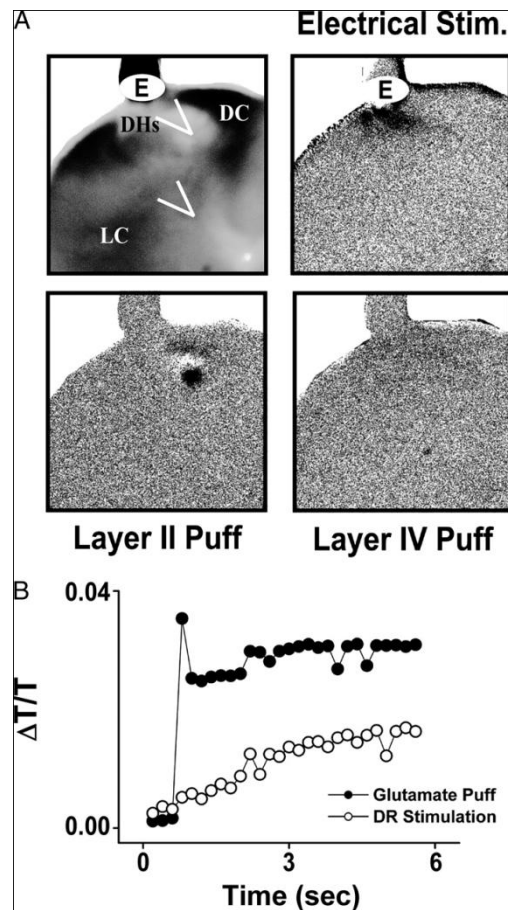 A
Electrical Stim.
E
DHs
DC
LC
E
Layer II Puff
Layer IV Puff
B
0.04
ΔT/T
0.00
Glutamate Puff
DR Stimulation
0
3
6
Time (sec)